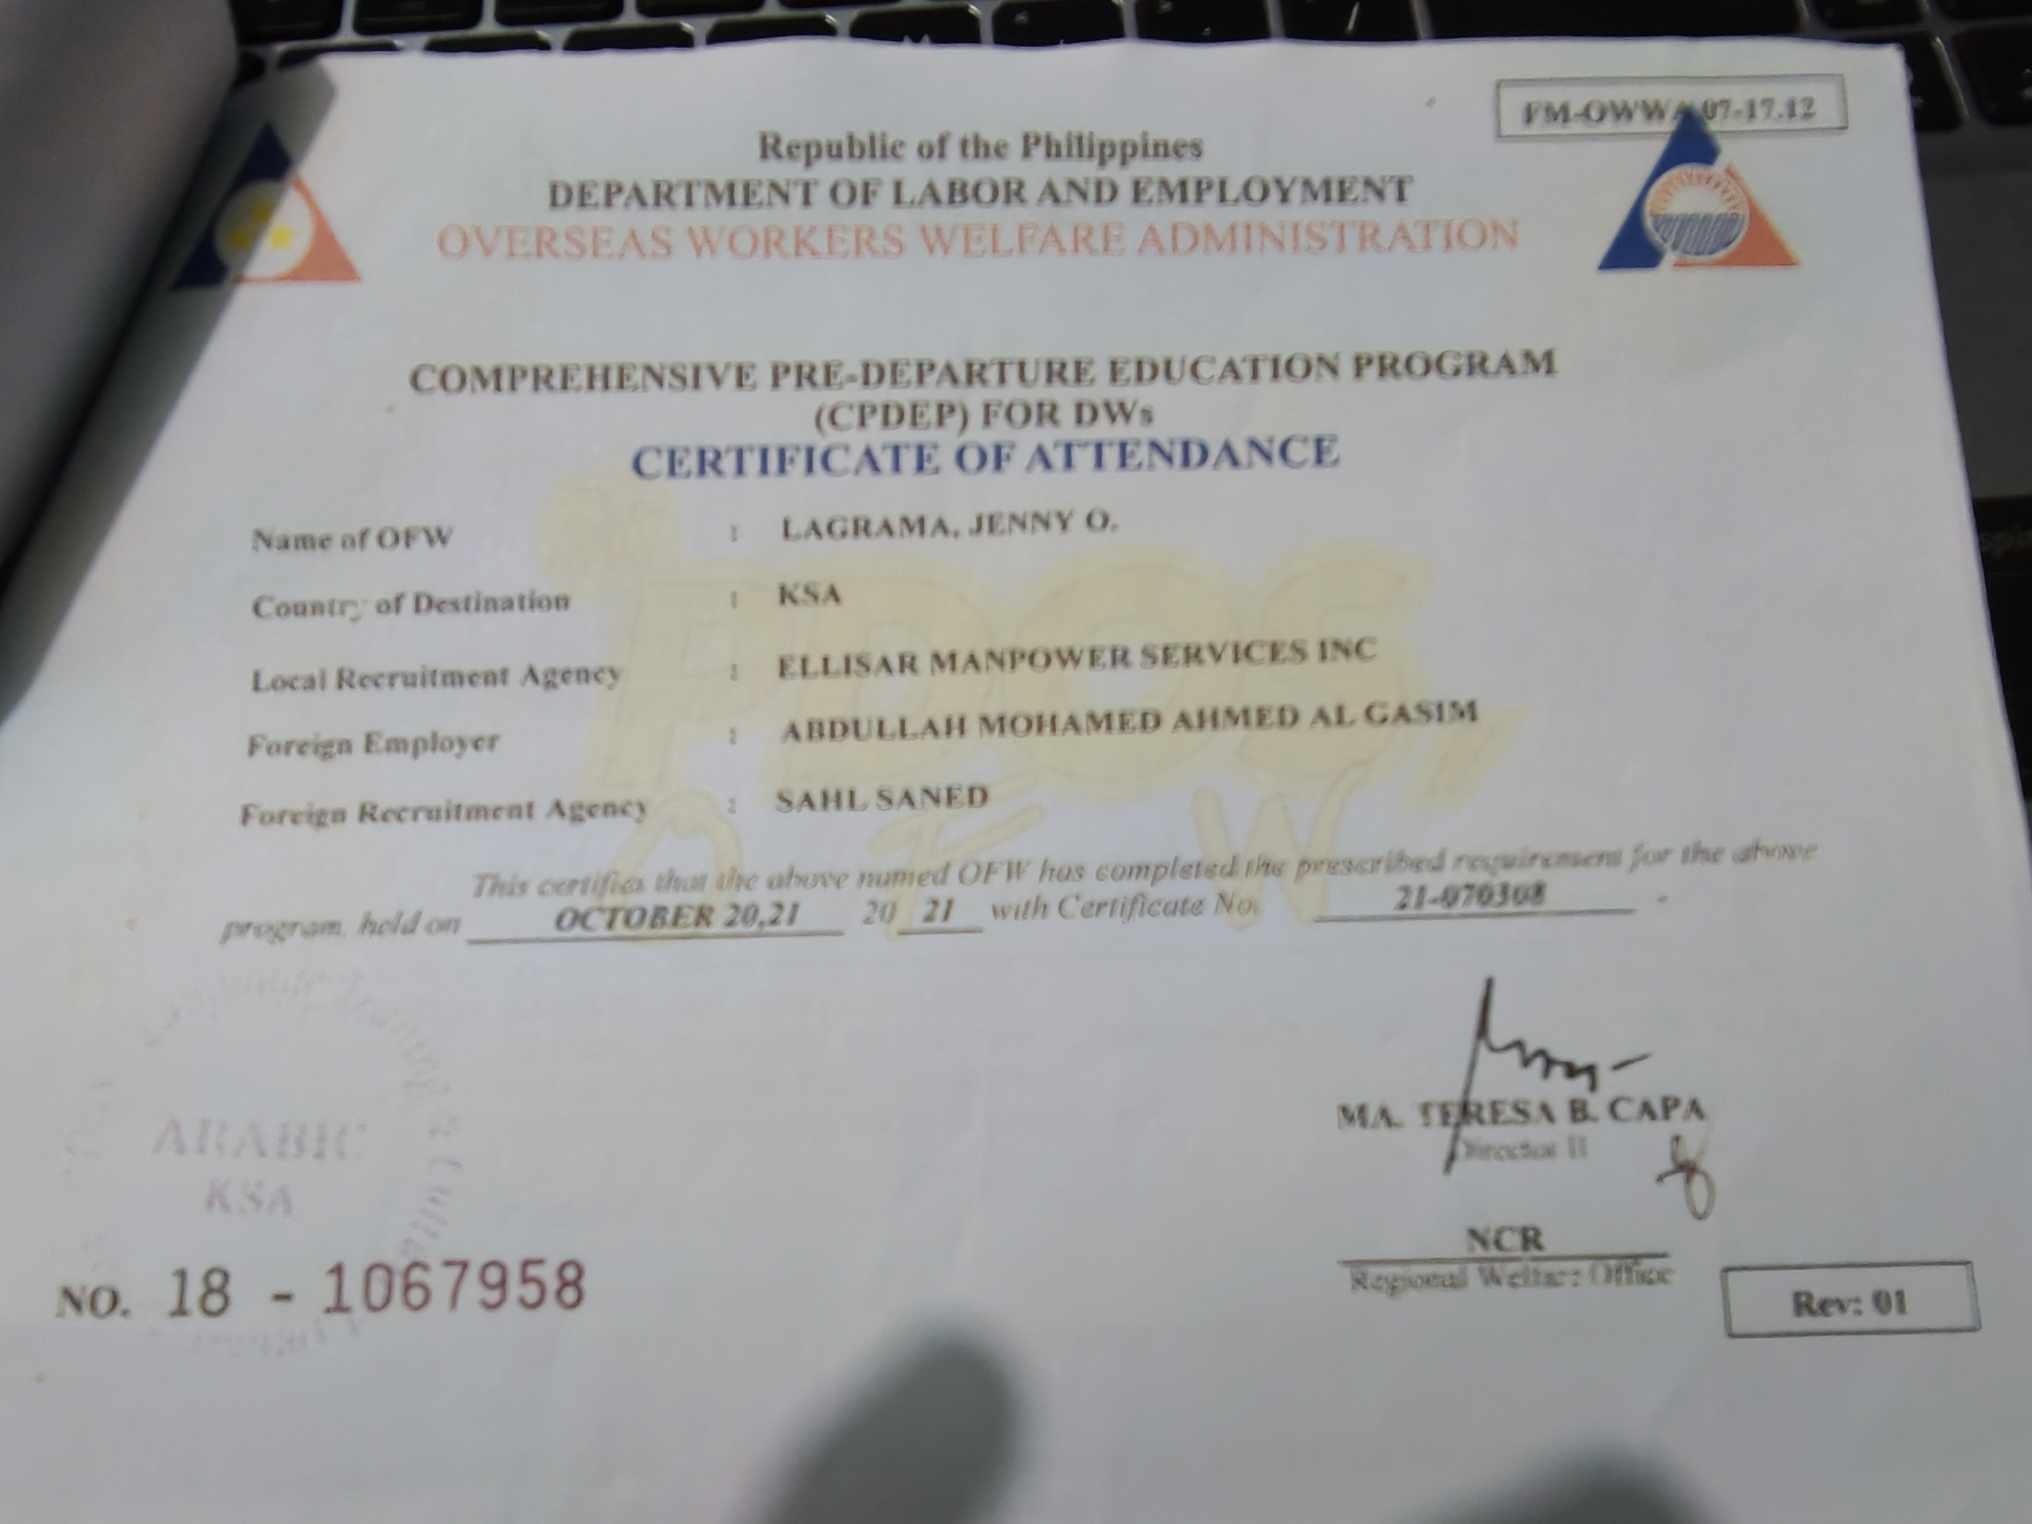 FM-OWWA 07-17.12
Republic of the Philippines
DEPARTMENT OF LABOR AND EMPLOYMENT
OVERSEAS WORKERS WELFARE ADMINISTRATION
COMPREHENSIVE PRE-DEPARTURE EDUCATION PROGRAM
(CPDEP) FOR DWs
CERTIFICATE OF ATTENDANCE
Name of OFW : LAGRAMA, JENNY O.
Country of Destination : KSA
Local Recruitment Agency : ELLISAR MANPOWER SERVICES INC
Foreign Employer : ABDULLAH MOHAMED AHMED AL GASIM
Foreign Recruitment Agency : SAHL SANED
This certifies that the above named OFW has completed the prescribed requirement for the above
program, held on OCTOBER 20,21 20 21 with Certificate No. 21-070308
MA. TERESA B. CAPA
Director II
ARABIC
KSA
NCR
Regional Welfare Office
NO. 18 - 1067958
Rev: 01
PDOS
OFW